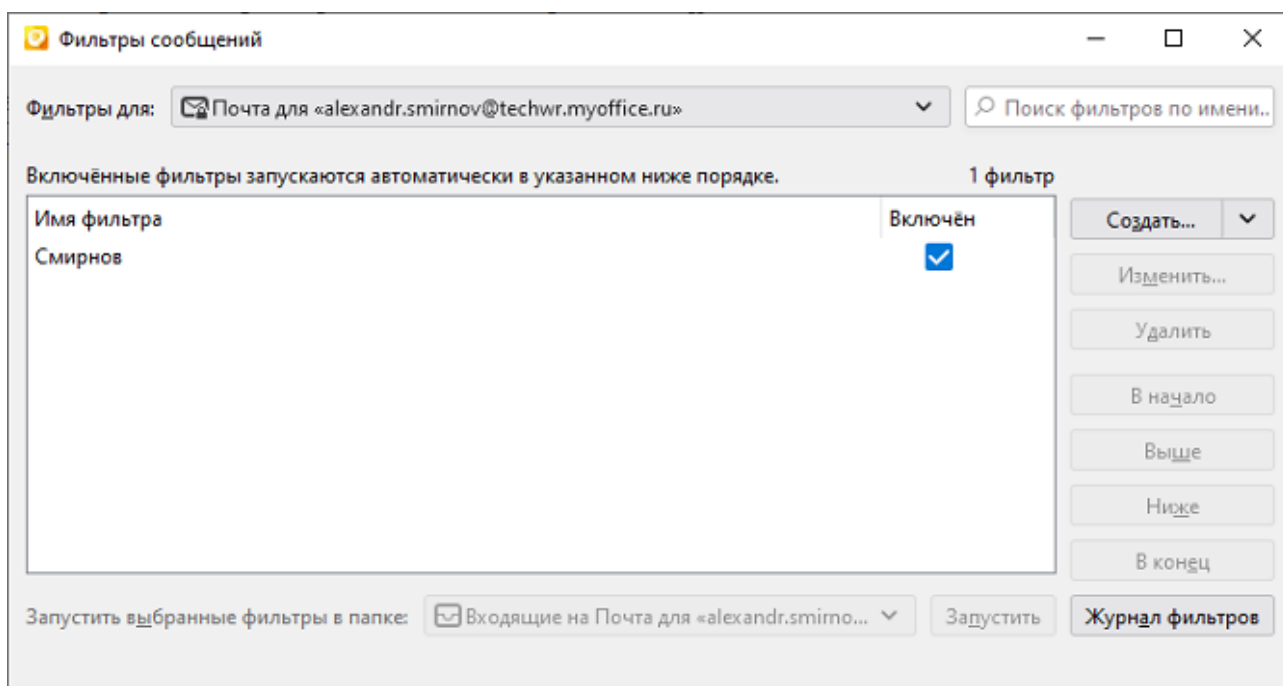 Фильтры сообщений
Фильтры для: Почта для «alexandr.smirnov@techwr.myoffice.ru» Поиск фильтров по имени..
Включённые фильтры запускаются автоматически в указанном ниже порядке. 1 фильтр
Имя фильтра Включён Создать...
Смирнов
Изменить...
Удалить
В начало
Выше
Ниже
В конец
Запустить выбранные фильтры в папке: Входящие на Почта для «alexandr.smirno... Запустить Журнал фильтров